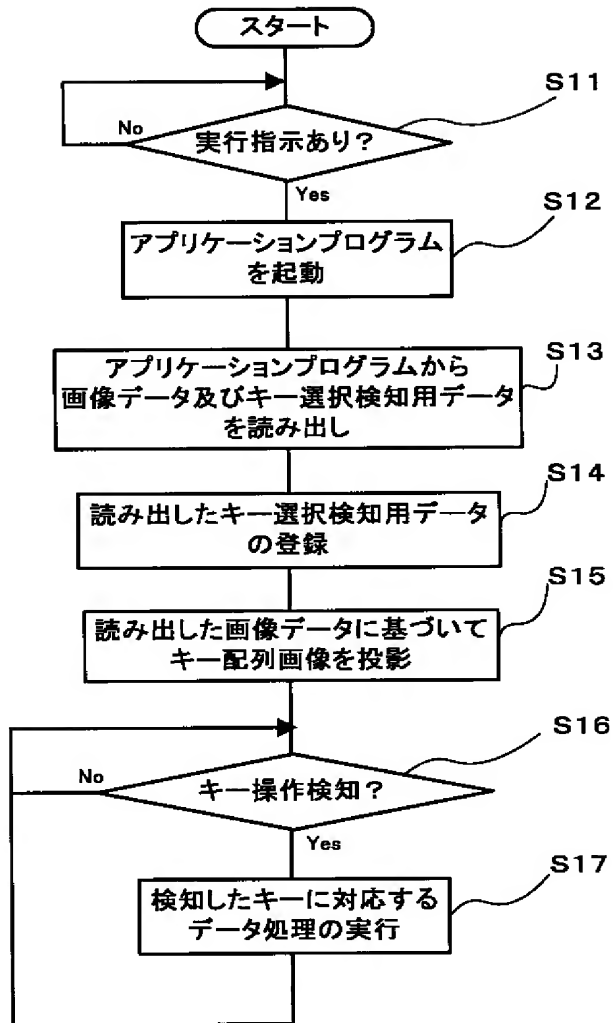 スタート
S11
No
実行指示あり?
Yes
S12
アプリケーションプログラム
を起動
S13
アプリケーションプログラムから
画像データ及びキー選択検知用データ
を読み出し
S14
読み出したキー選択検知用データ
の登録
S15
読み出した画像データに基づいて
キー配列画像を投影
S16
No
キー操作検知?
Yes
S17
検知したキーに対応する
データ処理の実行